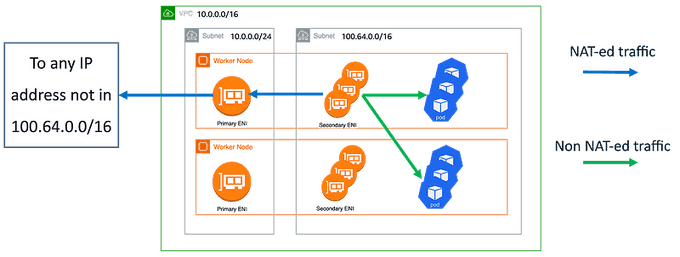 VPC 10.0.0.0/16
Subnet 10.0.0.0/24
Subnet 100.64.0.0/16
To any IP
address not in
100.64.0.0/16
Worker Node
Primary ENI
Secondary ENI
pod
Worker Node
Primary ENI
Secondary ENI
pod
NAT-ed traffic
Non NAT-ed traffic